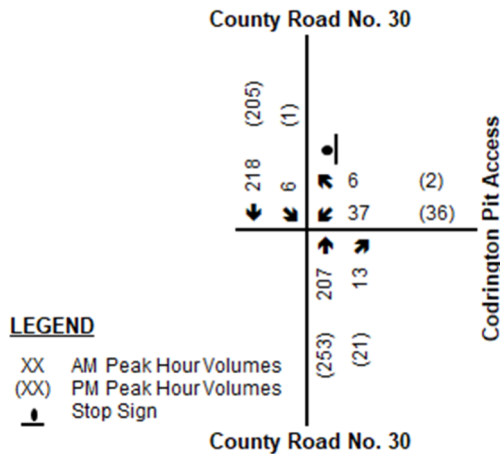 County Road No. 30
(205)
(1)
218
6
6 (2)
37 (36)
Codrington Pit Access
207
13
(253)
(21)
LEGEND
XX AM Peak Hour Volumes
(XX) PM Peak Hour Volumes
Stop Sign
County Road No. 30